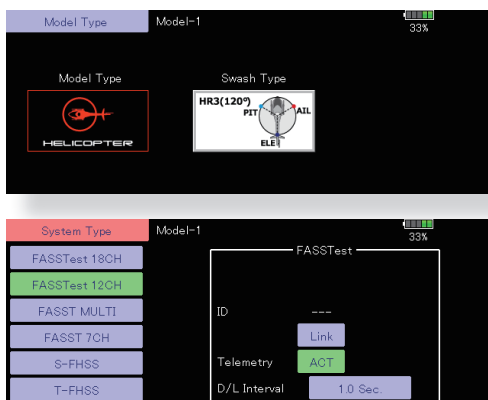 Model Type Model-1 33%
Model Type Swash Type
HR3(120°)
PIT AIL
ELE
HELICOPTER
System Type Model-1 33%
FASSTest 18CH FASSTest
FASSTest 12CH
FASST MULTI ID ---
FASST 7CH Link
S-FHSS Telemetry ACT
T-FHSS D/L Interval 1.0 Sec.